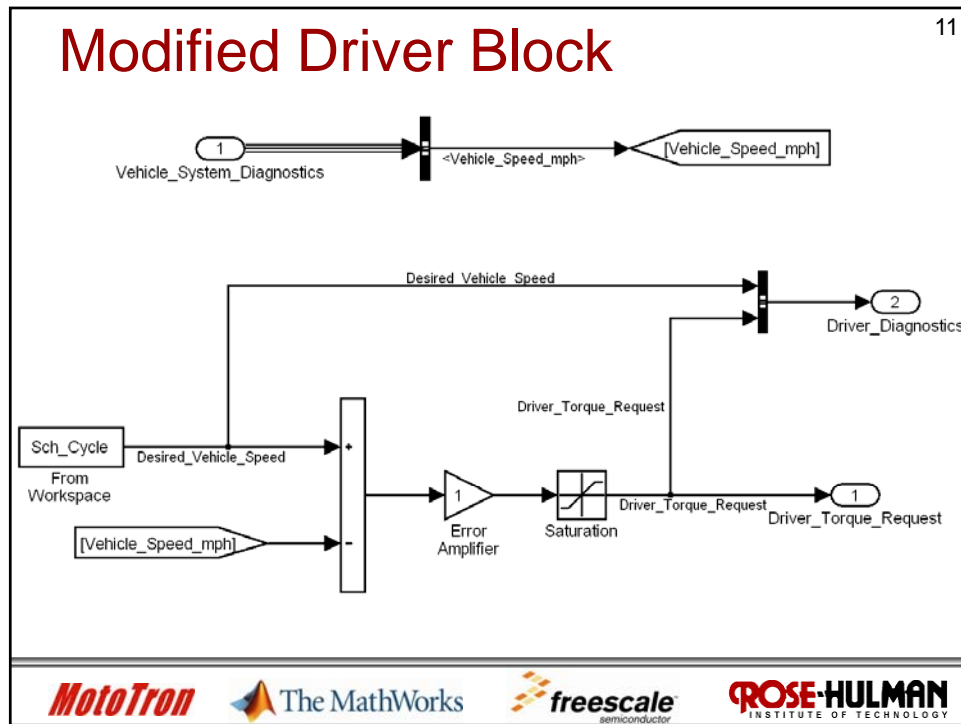 11
Modified Driver Block
1
Vehicle_System_Diagnostics
<Vehicle_Speed_mph>
[Vehicle_Speed_mph]
Desired_Vehicle_Speed
2
Driver_Diagnostics
Driver_Torque_Request
Sch_Cycle
From
Workspace
Desired_Vehicle_Speed
+
1
Error
Amplifier
Saturation
Driver_Torque_Request
1
Driver_Torque_Request
[Vehicle_Speed_mph]
−
MotoTron
The MathWorks
freescale™
semiconductor
ROSE-HULMAN
INSTITUTE OF TECHNOLOGY